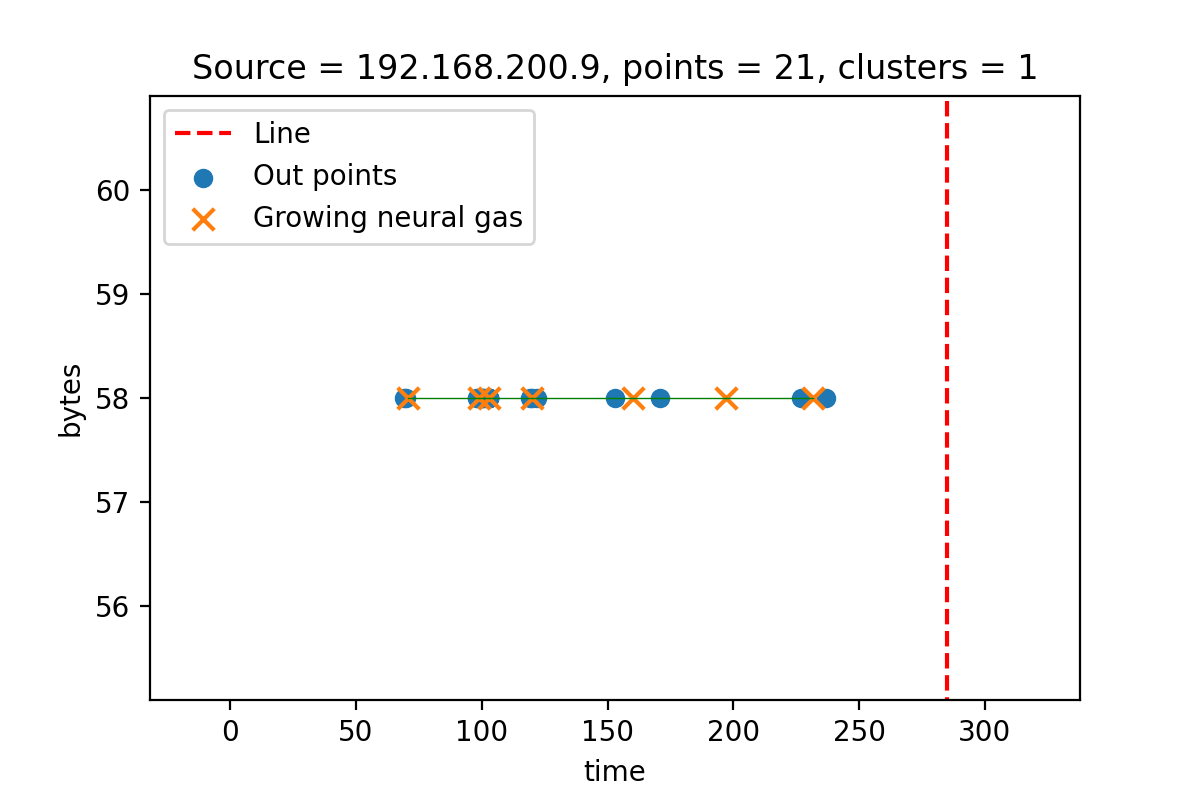 Source = 192.168.200.9, points = 21, clusters = 1
Line
Out points
Growing neural gas
60
59
58
57
56
bytes
0 50 100 150 200 250 300
time